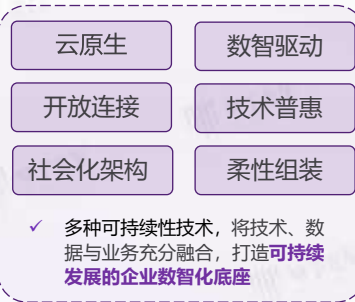 云原生 数智驱动
开放连接 技术普惠
社会化架构 柔性组装
✓ 多种可持续性技术，将技术、数
据与业务充分融合，打造可持续
发展的企业数智化底座